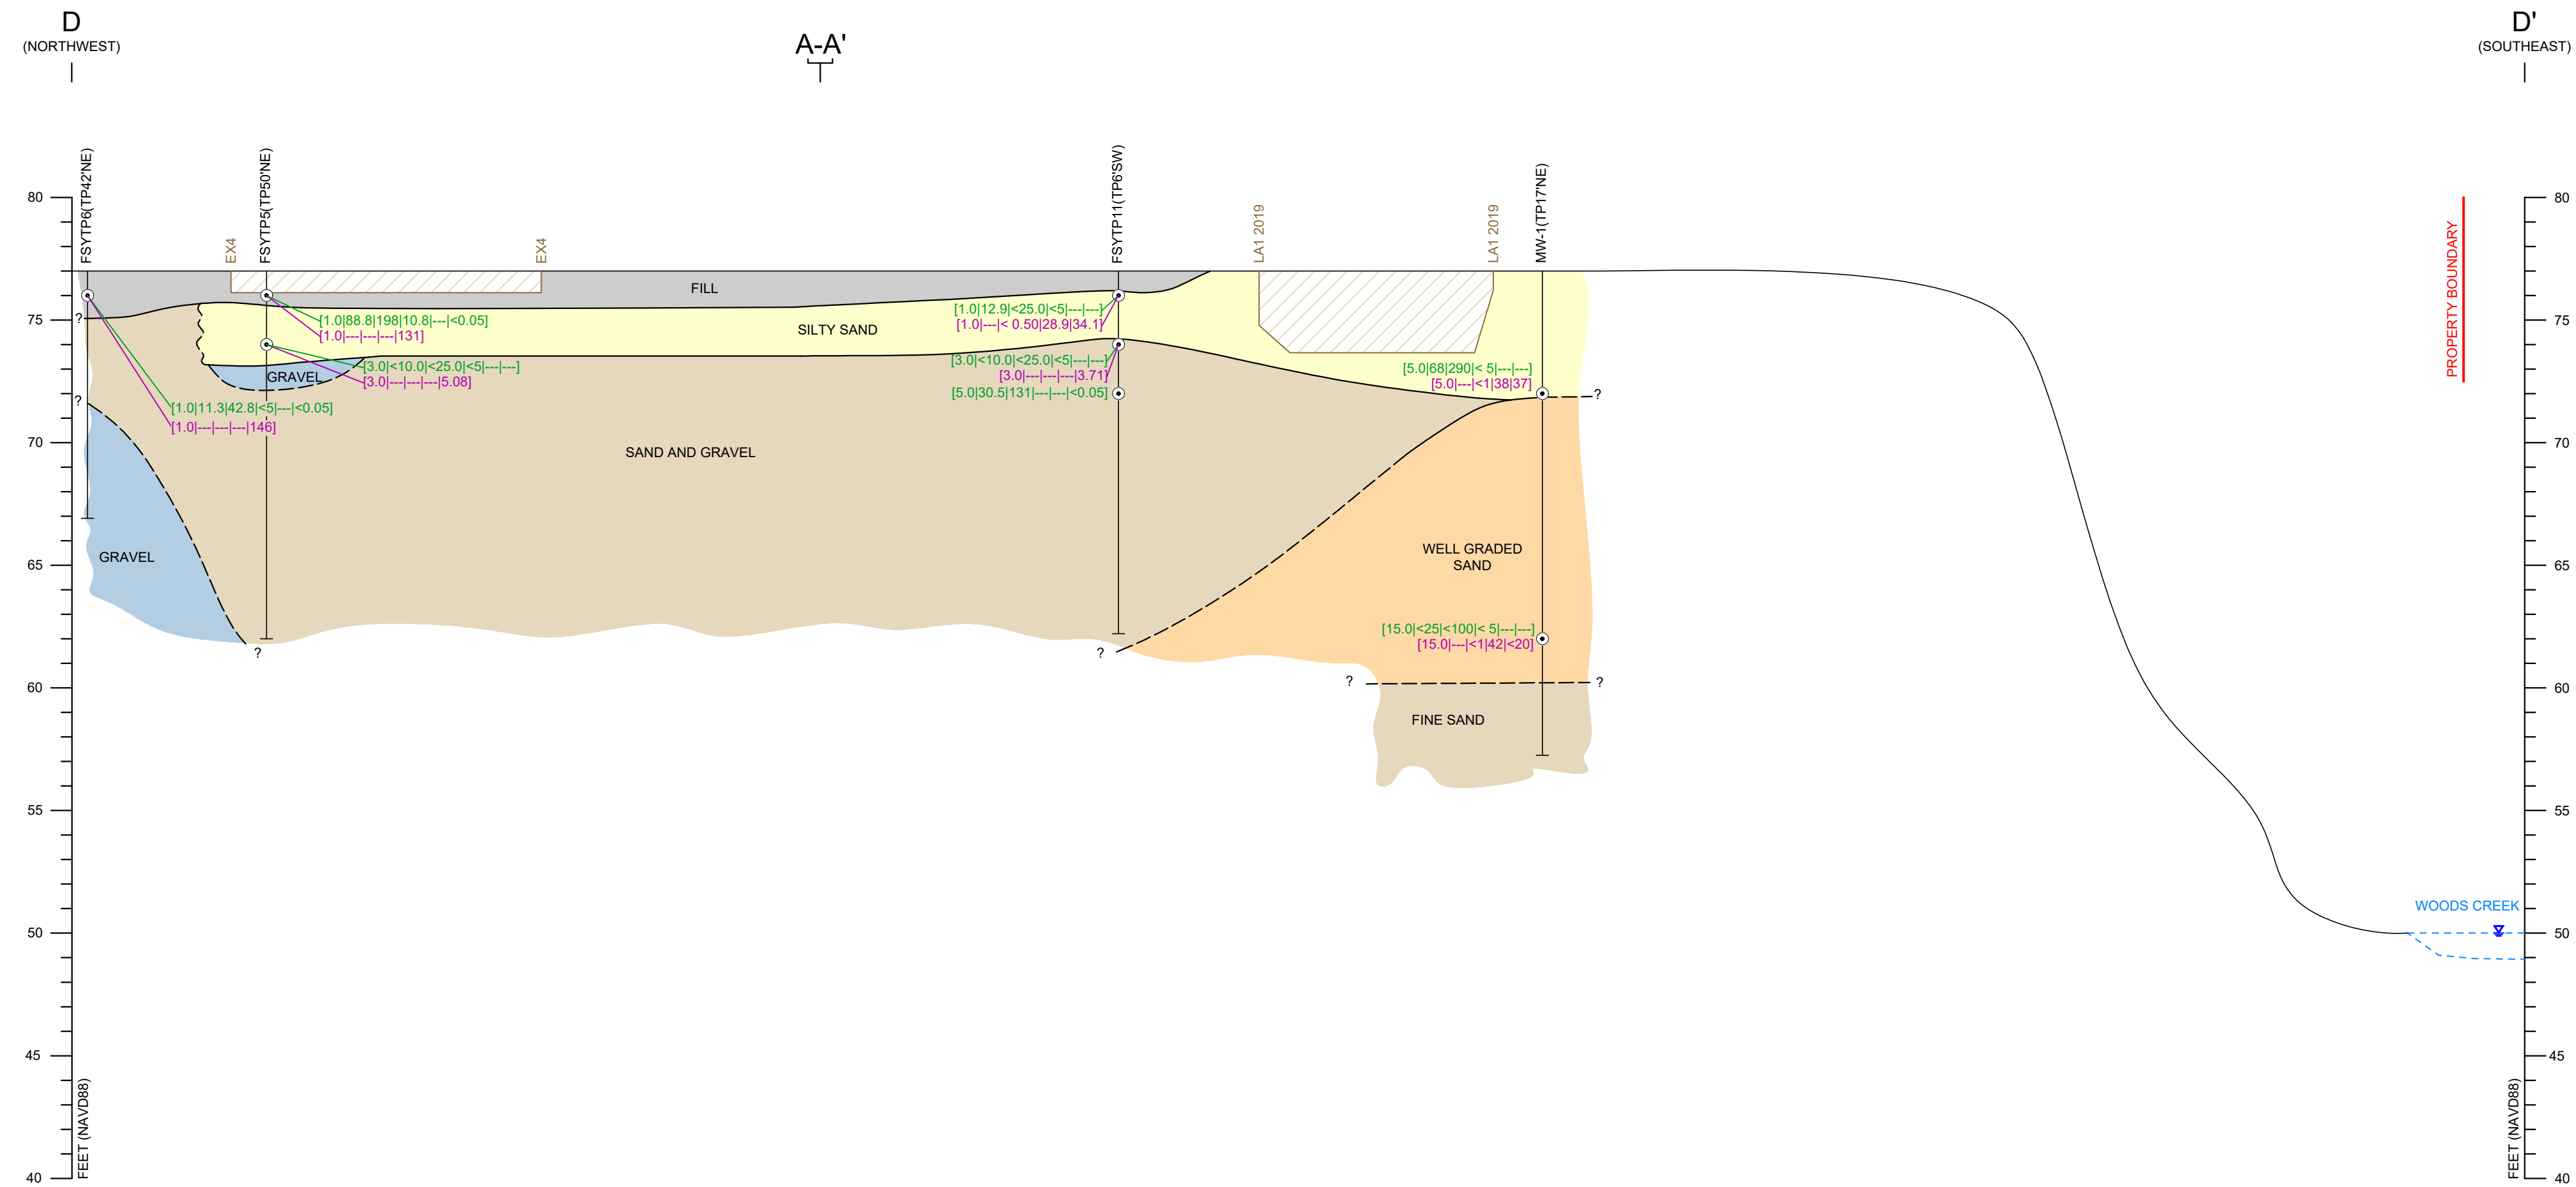 D
(NORTHWEST)
A-A'
D'
(SOUTHEAST)
FSYTP6(TP42'NE)
EX4
FSYTP5(TP50'NE)
EX4
FSYTP11(TP6'SW)
LA1 2019
LA1 2019
MW-1(TP17'NE)
PROPERTY BOUNDARY
80
75
70
65
60
55
50
45
40
FEET (NAVD88)
FILL
SILTY SAND
GRAVEL
SAND AND GRAVEL
GRAVEL
WELL GRADED
SAND
FINE SAND
[1.0|88.8|198|10.8|---|<0.05]
[1.0|---|---|---|131]
[3.0|<10.0|<25.0|<5|---|---]
[3.0|---|---|---|5.08]
[1.0|11.3|42.8|<5|---|<0.05]
[1.0|---|---|---|146]
[1.0|12.9|<25.0|<5|---|---]
[1.0|---|< 0.50|28.9|34.1]
[3.0|<10.0|<25.0|<5|---|---]
[3.0|---|---|---|3.71]
[5.0|30.5|131|---|---|<0.05]
[5.0|68|290|< 5|---|---]
[5.0|---|<1|38|37]
[15.0|<25|<100|< 5|---|---]
[15.0|---|<1|42|<20]
?
?
?
?
?
?
?
WOODS CREEK
80
75
70
65
60
55
50
45
40
FEET (NAVD88)